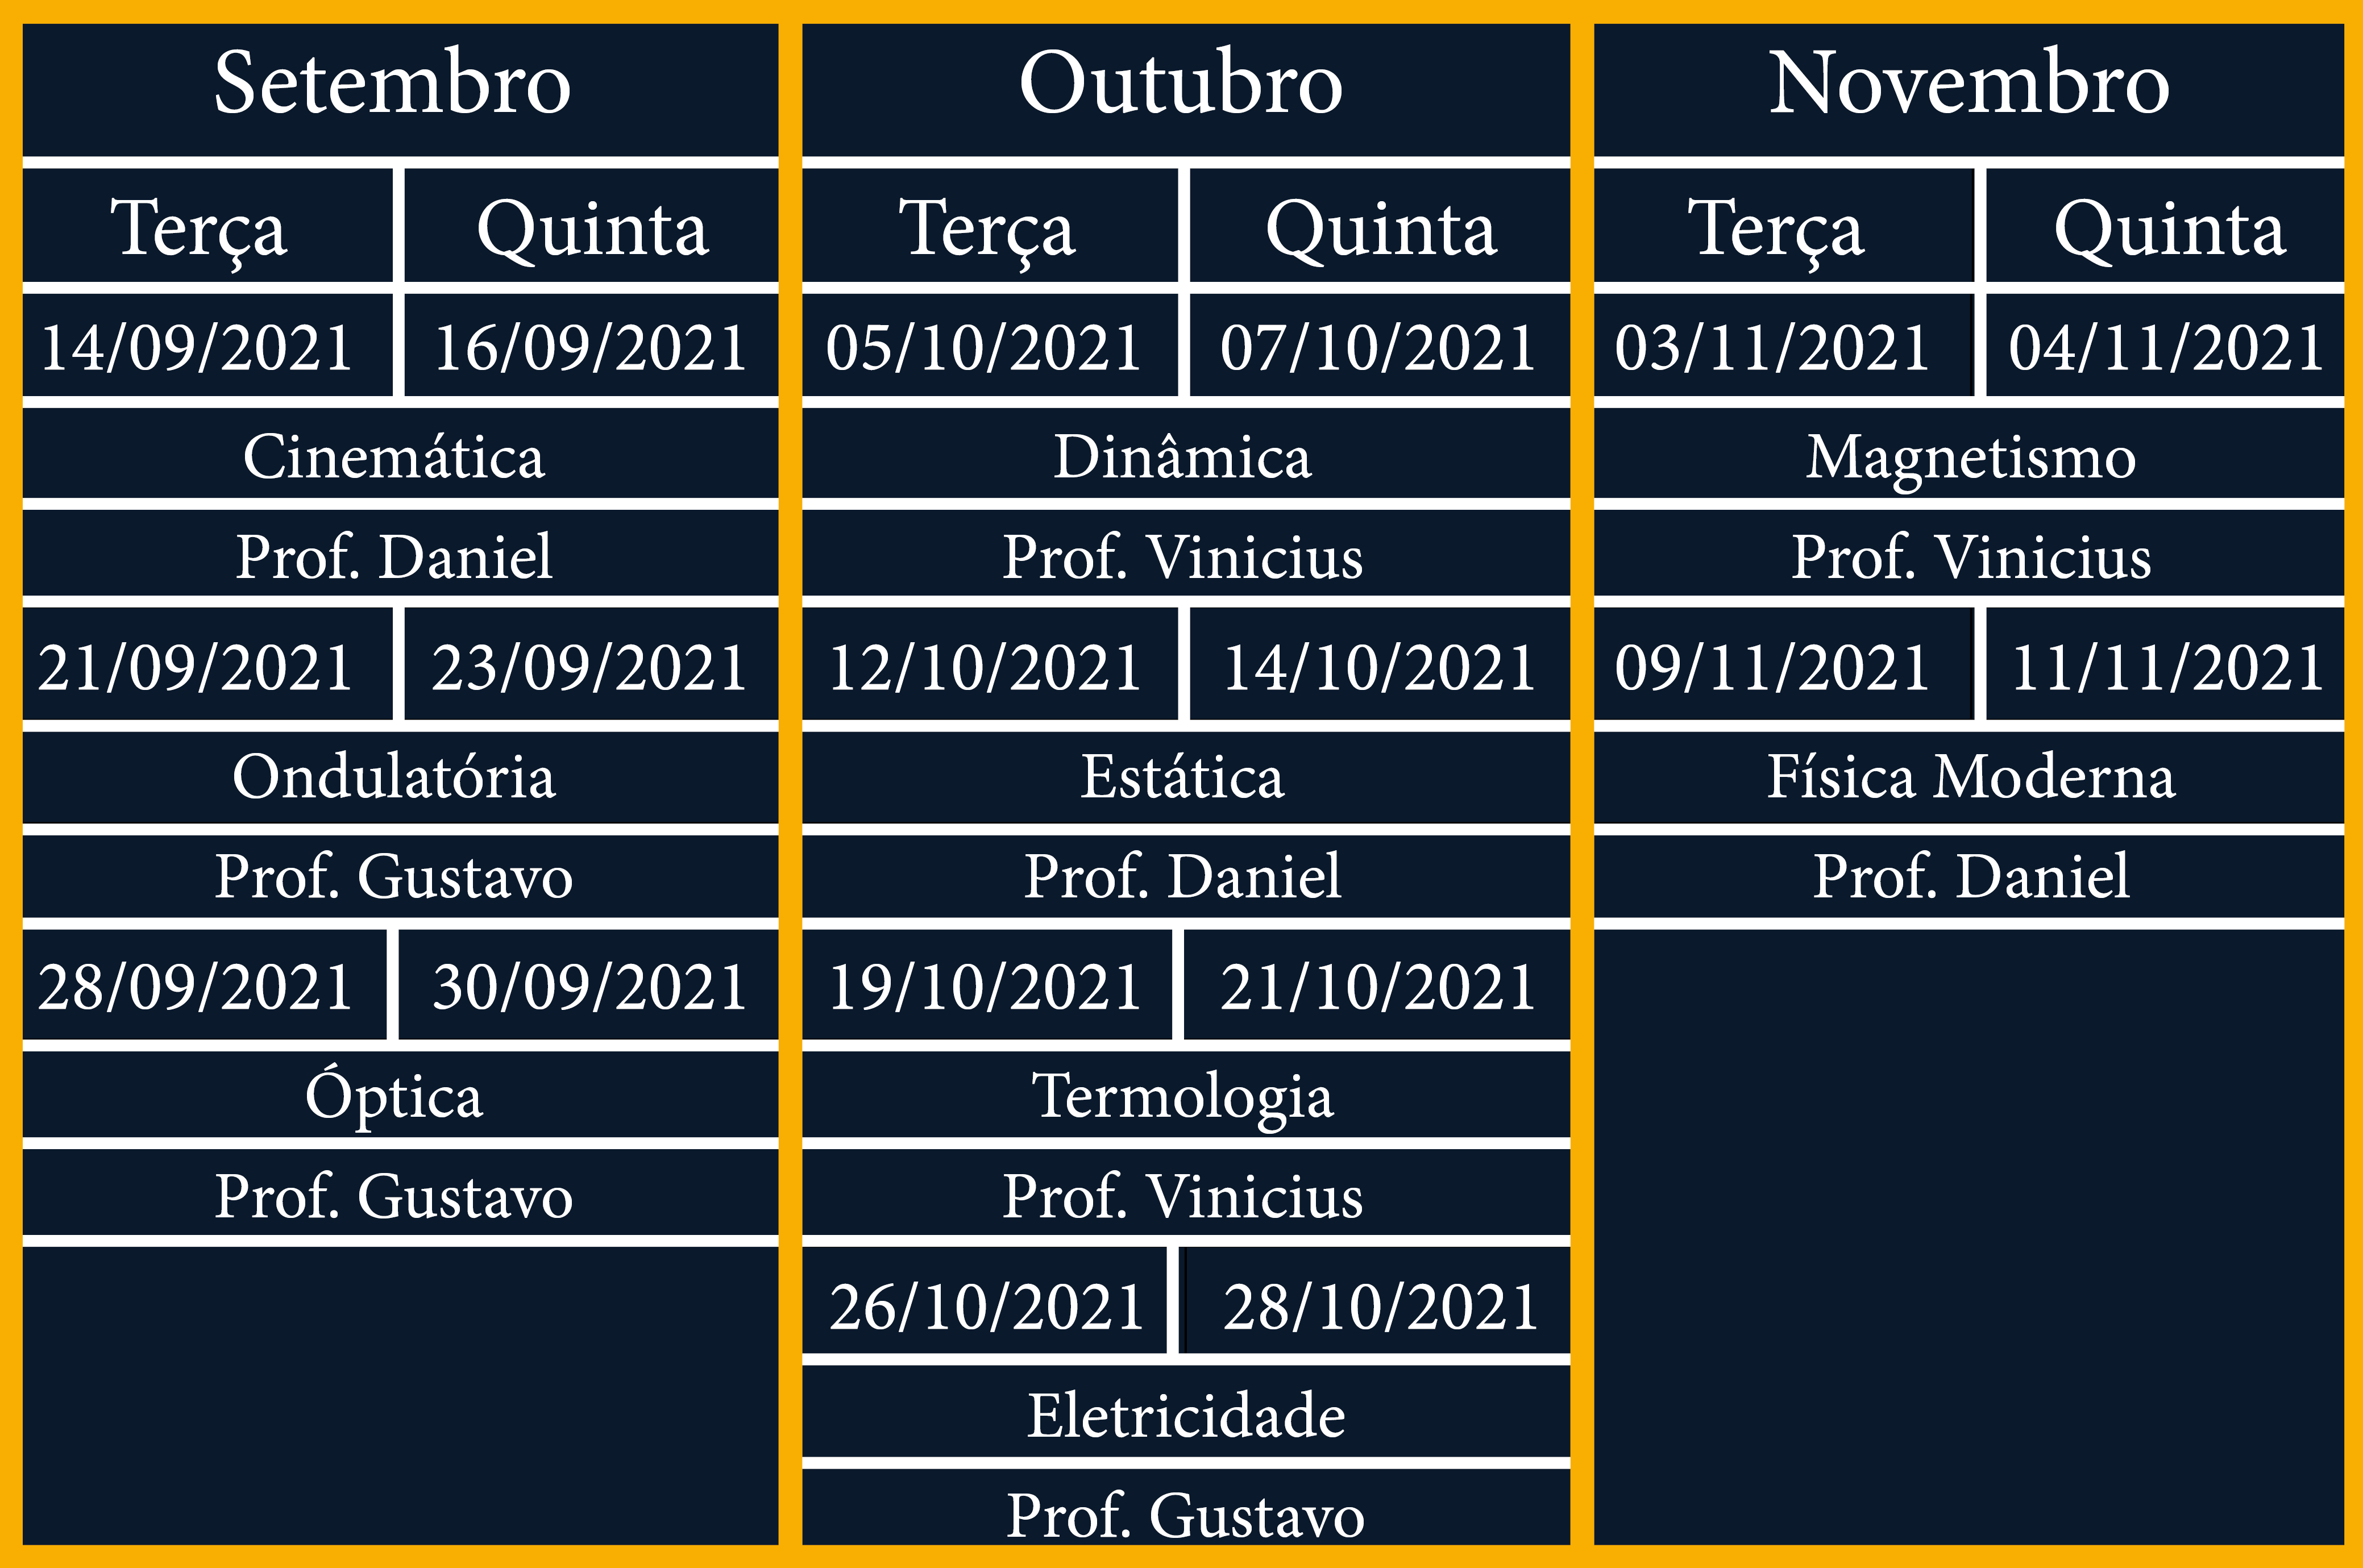 Setembro
Terça Quinta
14/09/2021 16/09/2021
Cinemática
Prof. Daniel
21/09/2021 23/09/2021
Ondulatória
Prof. Gustavo
28/09/2021 30/09/2021
Óptica
Prof. Gustavo
Outubro
Terça Quinta
05/10/2021 07/10/2021
Dinâmica
Prof. Vinicius
12/10/2021 14/10/2021
Estática
Prof. Daniel
19/10/2021 21/10/2021
Termologia
Prof. Vinicius
26/10/2021 28/10/2021
Eletricidade
Prof. Gustavo
Novembro
Terça Quinta
03/11/2021 04/11/2021
Magnetismo
Prof. Vinicius
09/11/2021 11/11/2021
Física Moderna
Prof. Daniel